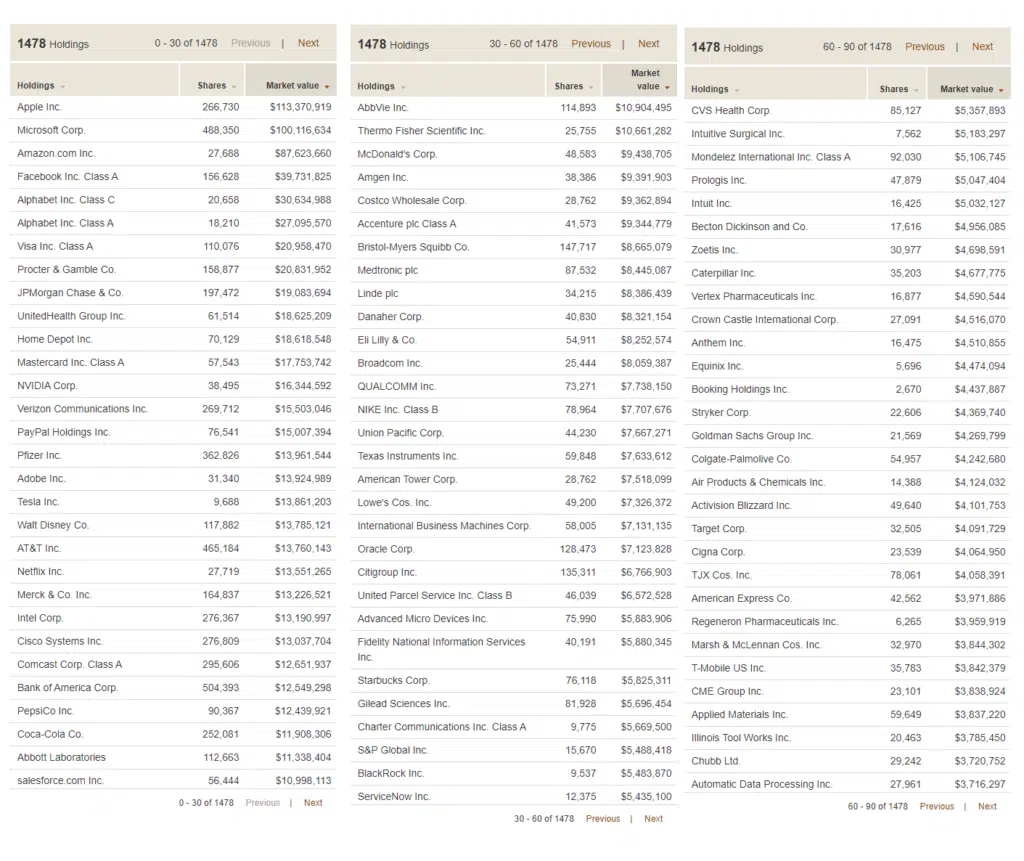 1478 Holdings 0 - 30 of 1478 Previous | Next
Holdings Shares Market value
Apple Inc. 266,730 $113,370,919
Microsoft Corp. 488,350 $100,116,634
Amazon.com Inc. 27,688 $87,623,660
Facebook Inc. Class A 156,628 $39,731,825
Alphabet Inc. Class C 20,658 $30,634,988
Alphabet Inc. Class A 18,210 $27,095,570
Visa Inc. Class A 110,076 $20,958,470
Procter & Gamble Co. 158,877 $20,831,952
JPMorgan Chase & Co. 197,472 $19,083,694
UnitedHealth Group Inc. 61,514 $18,625,209
Home Depot Inc. 70,129 $18,618,548
Mastercard Inc. Class A 57,543 $17,753,742
NVIDIA Corp. 38,495 $16,344,592
Verizon Communications Inc. 269,712 $15,503,046
PayPal Holdings Inc. 76,541 $15,007,394
Pfizer Inc. 362,826 $13,961,544
Adobe Inc. 31,340 $13,924,989
Tesla Inc. 9,688 $13,861,203
Walt Disney Co. 117,882 $13,785,121
AT&T Inc. 465,184 $13,760,143
Netflix Inc. 27,719 $13,551,265
Merck & Co. Inc. 164,837 $13,226,521
Intel Corp. 276,367 $13,190,997
Cisco Systems Inc. 276,809 $13,037,704
Comcast Corp. Class A 295,606 $12,651,937
Bank of America Corp. 504,393 $12,549,298
PepsiCo Inc. 90,367 $12,439,921
Coca-Cola Co. 252,081 $11,908,306
Abbott Laboratories 112,663 $11,338,404
salesforce.com Inc. 56,444 $10,998,113
0 - 30 of 1478 Previous | Next
1478 Holdings 30 - 60 of 1478 Previous | Next
Market
Holdings Shares value
AbbVie Inc. 114,893 $10,904,495
Thermo Fisher Scientific Inc. 25,755 $10,661,282
McDonald's Corp. 48,583 $9,438,705
Amgen Inc. 38,386 $9,391,903
Costco Wholesale Corp. 28,762 $9,362,894
Accenture plc Class A 41,573 $9,344,779
Bristol-Myers Squibb Co. 147,717 $8,665,079
Medtronic plc 87,532 $8,445,087
Linde plc 34,215 $8,386,439
Danaher Corp. 40,830 $8,321,154
Eli Lilly & Co. 54,911 $8,252,574
Broadcom Inc. 25,444 $8,059,387
QUALCOMM Inc. 73,271 $7,738,150
NIKE Inc. Class B 78,964 $7,707,676
Union Pacific Corp. 44,230 $7,667,271
Texas Instruments Inc. 59,848 $7,633,612
American Tower Corp. 28,762 $7,518,099
Lowe's Cos. Inc. 49,200 $7,326,372
International Business Machines Corp. 58,005 $7,131,135
Oracle Corp. 128,473 $7,123,828
Citigroup Inc. 135,311 $6,766,903
United Parcel Service Inc. Class B 46,039 $6,572,528
Advanced Micro Devices Inc. 75,990 $5,883,906
Fidelity National Information Services 40,191 $5,880,345
Inc.
Starbucks Corp. 76,118 $5,825,311
Gilead Sciences Inc. 81,928 $5,696,454
Charter Communications Inc. Class A 9,775 $5,669,500
S&P Global Inc. 15,670 $5,488,418
BlackRock Inc. 9,537 $5,483,870
ServiceNow Inc. 12,375 $5,435,100
30 - 60 of 1478 Previous | Next
1478 Holdings 60 - 90 of 1478 Previous | Next
Holdings Shares Market value
CVS Health Corp. 85,127 $5,357,893
Intuitive Surgical Inc. 7,562 $5,183,297
Mondelez International Inc. Class A 92,030 $5,106,745
Prologis Inc. 47,879 $5,047,404
Intuit Inc. 16,425 $5,032,127
Becton Dickinson and Co. 17,616 $4,956,085
Zoetis Inc. 30,977 $4,698,591
Caterpillar Inc. 35,203 $4,677,775
Vertex Pharmaceuticals Inc. 16,877 $4,590,544
Crown Castle International Corp. 27,091 $4,516,070
Anthem Inc. 16,475 $4,510,855
Equinix Inc. 5,696 $4,474,094
Booking Holdings Inc. 2,670 $4,437,887
Stryker Corp. 22,606 $4,369,740
Goldman Sachs Group Inc. 21,569 $4,269,799
Colgate-Palmolive Co. 54,957 $4,242,680
Air Products & Chemicals Inc. 14,388 $4,124,032
Activision Blizzard Inc. 49,640 $4,101,753
Target Corp. 32,505 $4,091,729
Cigna Corp. 23,539 $4,064,950
TJX Cos. Inc. 78,061 $4,058,391
American Express Co. 42,562 $3,971,886
Regeneron Pharmaceuticals Inc. 6,265 $3,959,919
Marsh & McLennan Cos. Inc. 32,970 $3,844,302
T-Mobile US Inc. 35,783 $3,842,379
CME Group Inc. 23,101 $3,838,924
Applied Materials Inc. 59,649 $3,837,220
Illinois Tool Works Inc. 20,463 $3,785,450
Chubb Ltd. 29,242 $3,720,752
Automatic Data Processing Inc. 27,961 $3,716,297
60 - 90 of 1478 Previous | Next